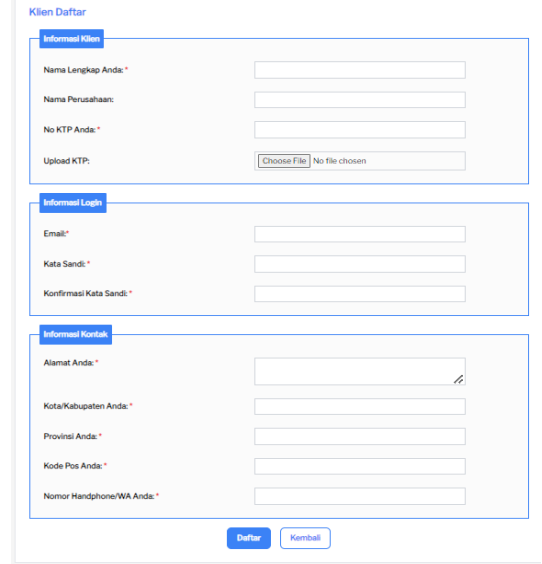 Klien Daftar
Informasi Klien
Nama Lengkap Anda: *
Nama Perusahaan:
No KTP Anda: *
Upload KTP: Choose File No file chosen
Informasi Login
Email:*
Kata Sandi: *
Konfirmasi Kata Sandi: *
Informasi Kontak
Alamat Anda: *
Kota/Kabupaten Anda: *
Provinsi Anda: *
Kode Pos Anda: *
Nomor Handphone/WA Anda: *
Daftar Kembali